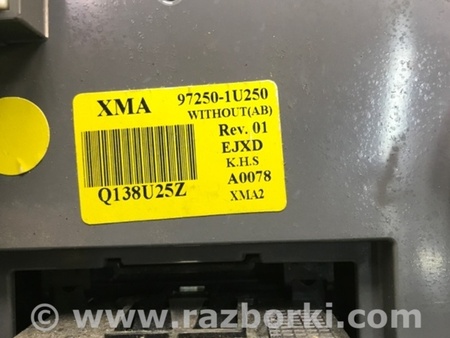 XMA 97250-1U250
WITHOUT(AB)
Rev. 01
EJXD
K.H.S
Q138U25Z A0078
XMA2
© www.razborki.com